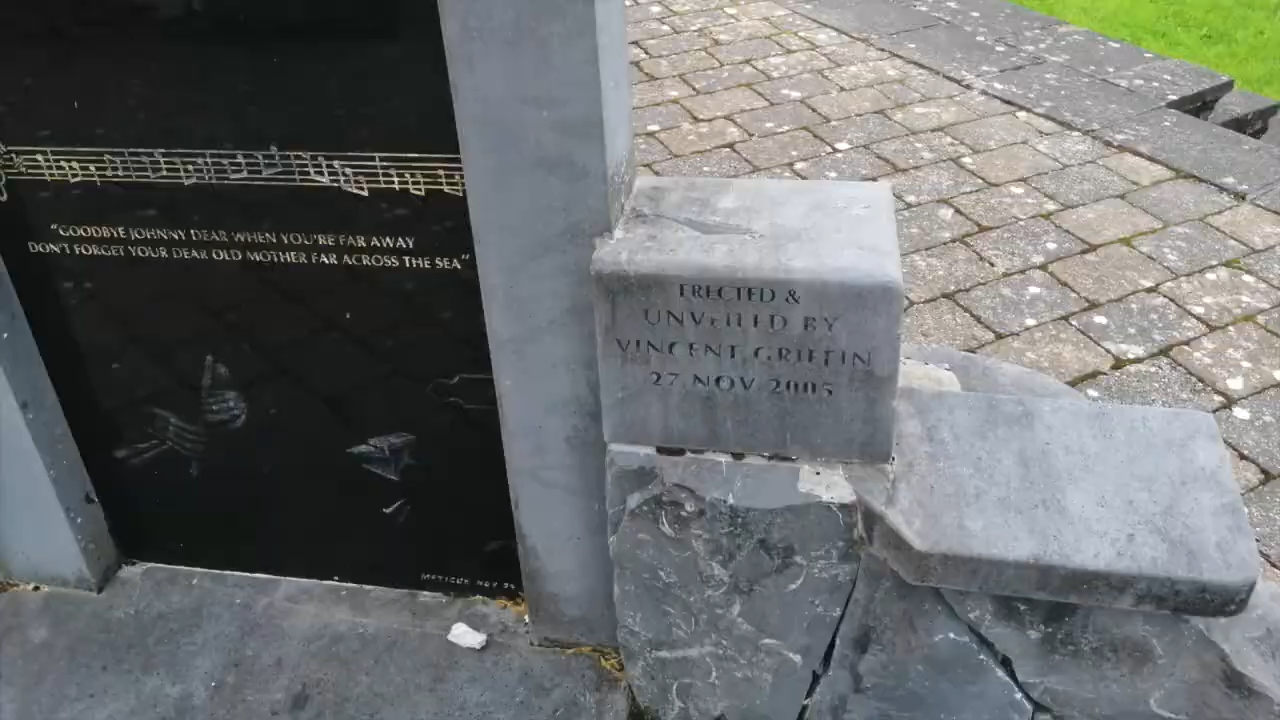 "GOODBYE JOHNNY DEAR WHEN YOU'RE FAR AWAY
DON'T FORGET YOUR DEAR OLD MOTHER FAR ACROSS THE SEA"
ERECTED &
UNVEILED BY
VINCENT GRIFFIN
27 NOV 2005
NOV